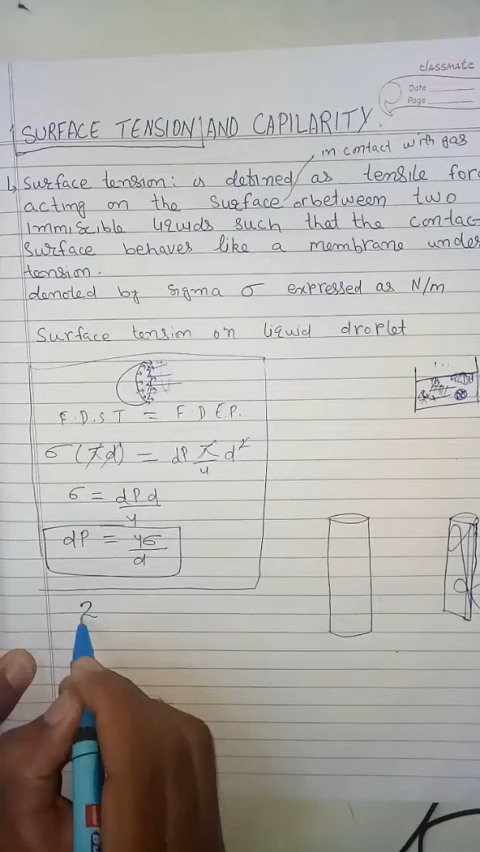 classmate
Date
Page
SURFACE TENSION AND CAPILARITY.
in contact with gas
Surface tension: is defined as tensile for
acting on the surface or between two
immiscible liquids such that the contac
surface behaves like a membrane under
tension.
denoted by sigma σ expressed as N/m
Surface tension on liquid droplet
F.D.S.T = F D E P.
σ(πd) = dP π/4 d²
σ = dPd/4
dP = 4σ/d
2